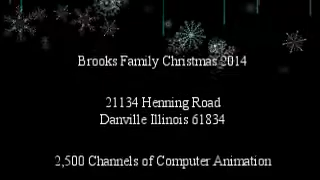 Brooks Family Christmas 2014
21134 Henning Road
Danville Illinois 61834
2,500 Channels of Computer Animation